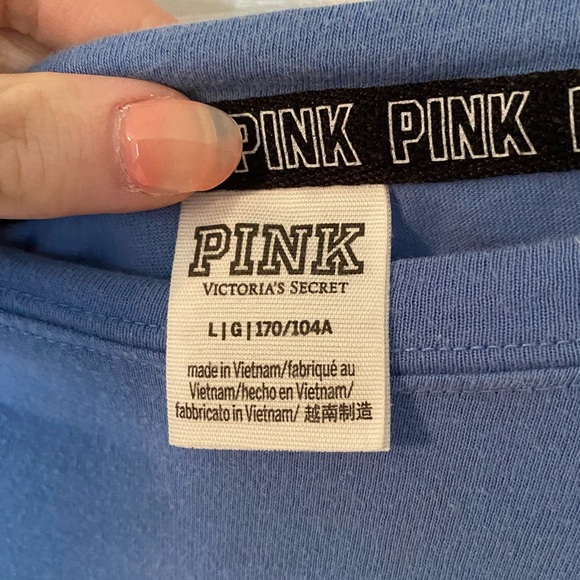 PINK PINK
PINK
VICTORIA'S SECRET
L|G|170/104A
made in Vietnam/fabriqué au
Vietnam/hecho en Vietnam/
fabbricato in Vietnam/ 越南制造